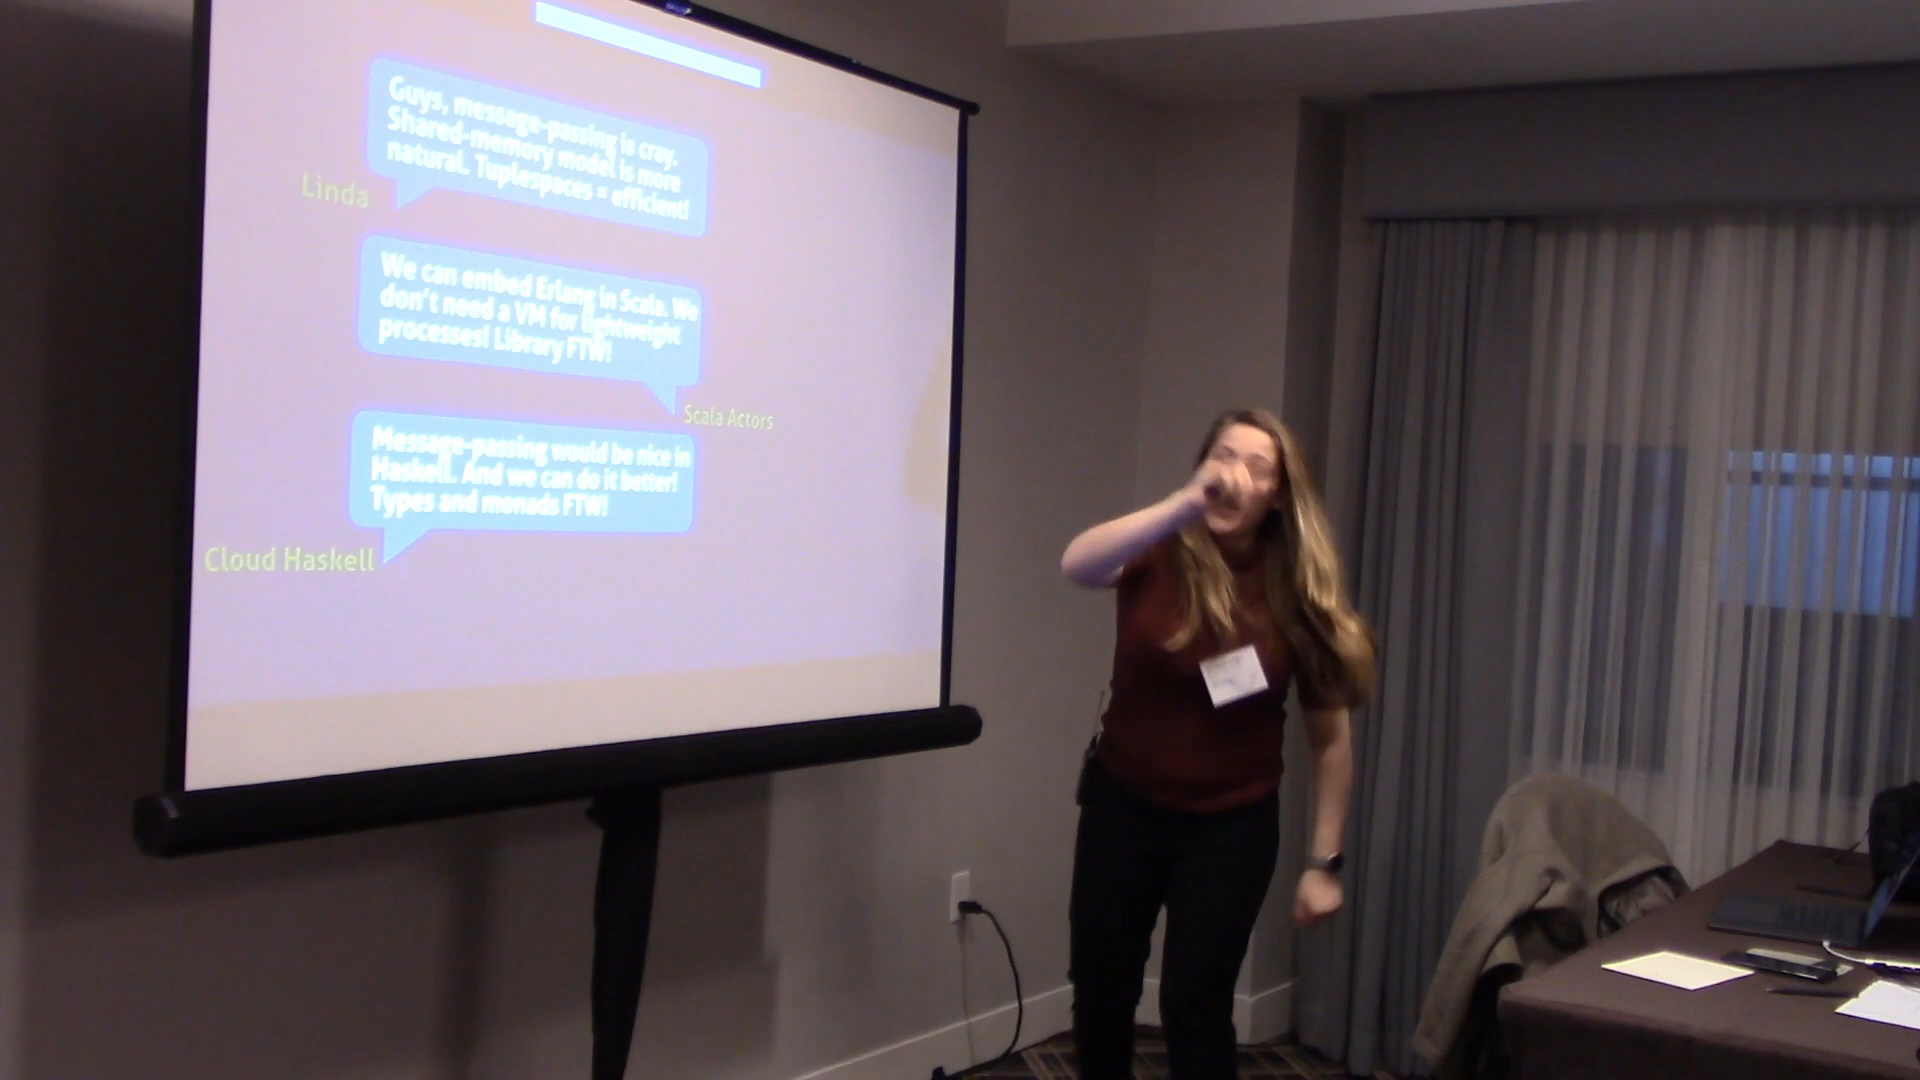 Guys, message-passing is cray.
Shared-memory model is more
natural. Tuplespaces = efficient!
Linda
We can embed Erlang in Scala. We
don't need a VM for lightweight
processes! Library FTW!
Scala Actors
Message-passing would be nice in
Haskell. And we can do it better!
Types and monads FTW!
Cloud Haskell